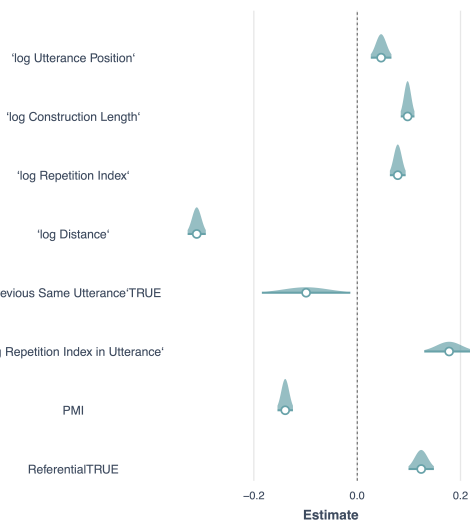 ‘log Utterance Position‘
‘log Construction Length‘
‘log Repetition Index‘
‘log Distance‘
Same Utterance‘TRUE
Repetition Index in Utterance‘
PMI
ReferentialTRUE
−0.2 0.0 0.2
Estimate